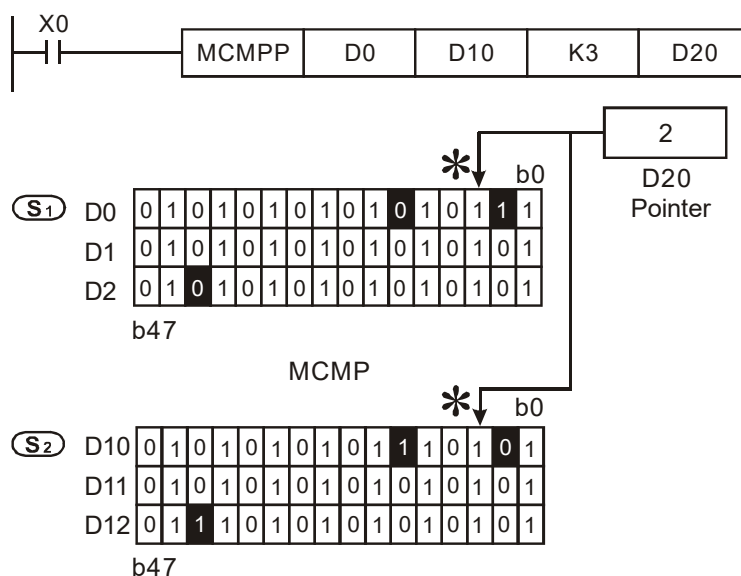 X0
MCMPP D0 D10 K3 D20
2
* b0
D20
Pointer
S1 D0 0 1 0 1 0 1 0 1 0 1 0 1 0 1 1 1
D1 0 1 0 1 0 1 0 1 0 1 0 1 0 1 0 1
D2 0 1 0 1 0 1 0 1 0 1 0 1 0 1 0 1
b47
MCMP
* b0
S2 D10 0 1 0 1 0 1 0 1 0 1 1 1 0 1 0 1
D11 0 1 0 1 0 1 0 1 0 1 0 1 0 1 0 1
D12 0 1 1 1 0 1 0 1 0 1 0 1 0 1 0 1
b47